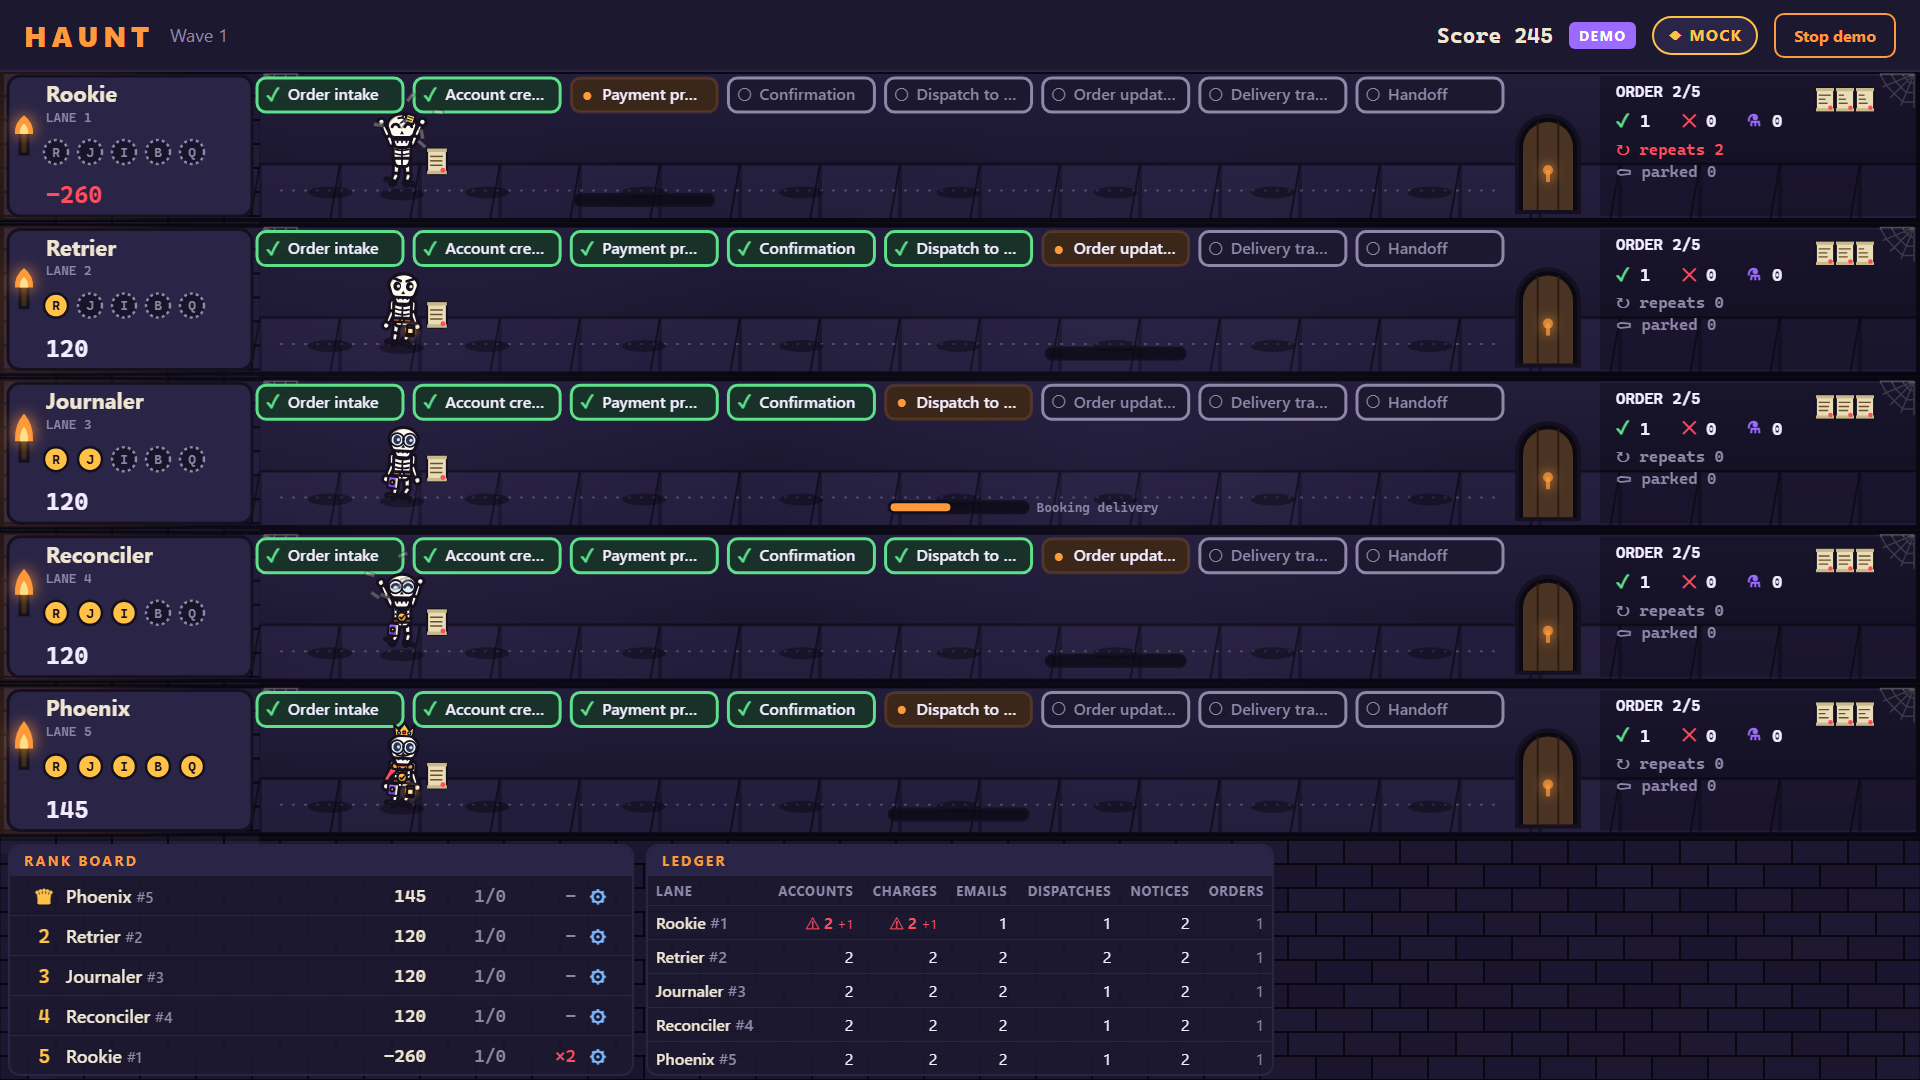 HAUNT Wave 1 Score 245 DEMO MOCK Stop demo
Rookie
LANE 1
R J I B Q
−260
✓ Order intake ✓ Account cre... Payment pr... Confirmation Dispatch to ... Order updat... Delivery tra... Handoff
ORDER 2/5
✓ 1 ✕ 0 0
↻ repeats 2
parked 0
Retrier
LANE 2
R J I B Q
120
✓ Order intake ✓ Account cre... ✓ Payment pr... ✓ Confirmation ✓ Dispatch to ... Order updat... Delivery tra... Handoff
ORDER 2/5
✓ 1 ✕ 0 0
↻ repeats 0
parked 0
Journaler
LANE 3
R J I B Q
120
✓ Order intake ✓ Account cre... ✓ Payment pr... ✓ Confirmation Dispatch to ... Order updat... Delivery tra... Handoff
Booking delivery
ORDER 2/5
✓ 1 ✕ 0 0
↻ repeats 0
parked 0
Reconciler
LANE 4
R J I B Q
120
✓ Order intake ✓ Account cre... ✓ Payment pr... ✓ Confirmation ✓ Dispatch to ... Order updat... Delivery tra... Handoff
ORDER 2/5
✓ 1 ✕ 0 0
↻ repeats 0
parked 0
Phoenix
LANE 5
R J I B Q
145
✓ Order intake ✓ Account cre... ✓ Payment pr... ✓ Confirmation Dispatch to ... Order updat... Delivery tra... Handoff
ORDER 2/5
✓ 1 ✕ 0 0
↻ repeats 0
parked 0
RANK BOARD
Phoenix #5 145 1/0 –
2 Retrier #2 120 1/0 –
3 Journaler #3 120 1/0 –
4 Reconciler #4 120 1/0 –
5 Rookie #1 −260 1/0 ×2
LEDGER
LANE ACCOUNTS CHARGES EMAILS DISPATCHES NOTICES ORDERS
Rookie #1 ⚠ 2 +1 ⚠ 2 +1 1 1 2 1
Retrier #2 2 2 2 2 2 1
Journaler #3 2 2 2 1 2 1
Reconciler #4 2 2 2 1 2 1
Phoenix #5 2 2 2 1 2 1